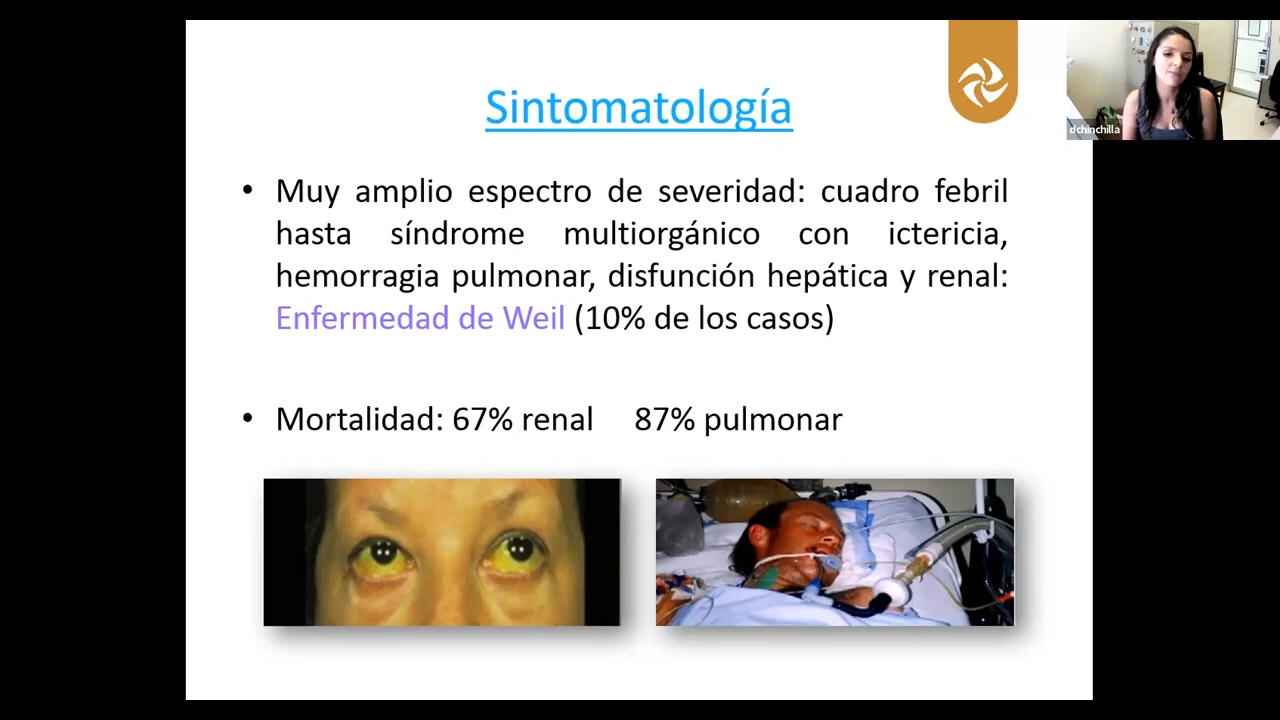 Sintomatología
dchinchilla
• Muy amplio espectro de severidad: cuadro febril
hasta síndrome multiorgánico con ictericia,
hemorragia pulmonar, disfunción hepática y renal:
Enfermedad de Weil (10% de los casos)
• Mortalidad: 67% renal 87% pulmonar